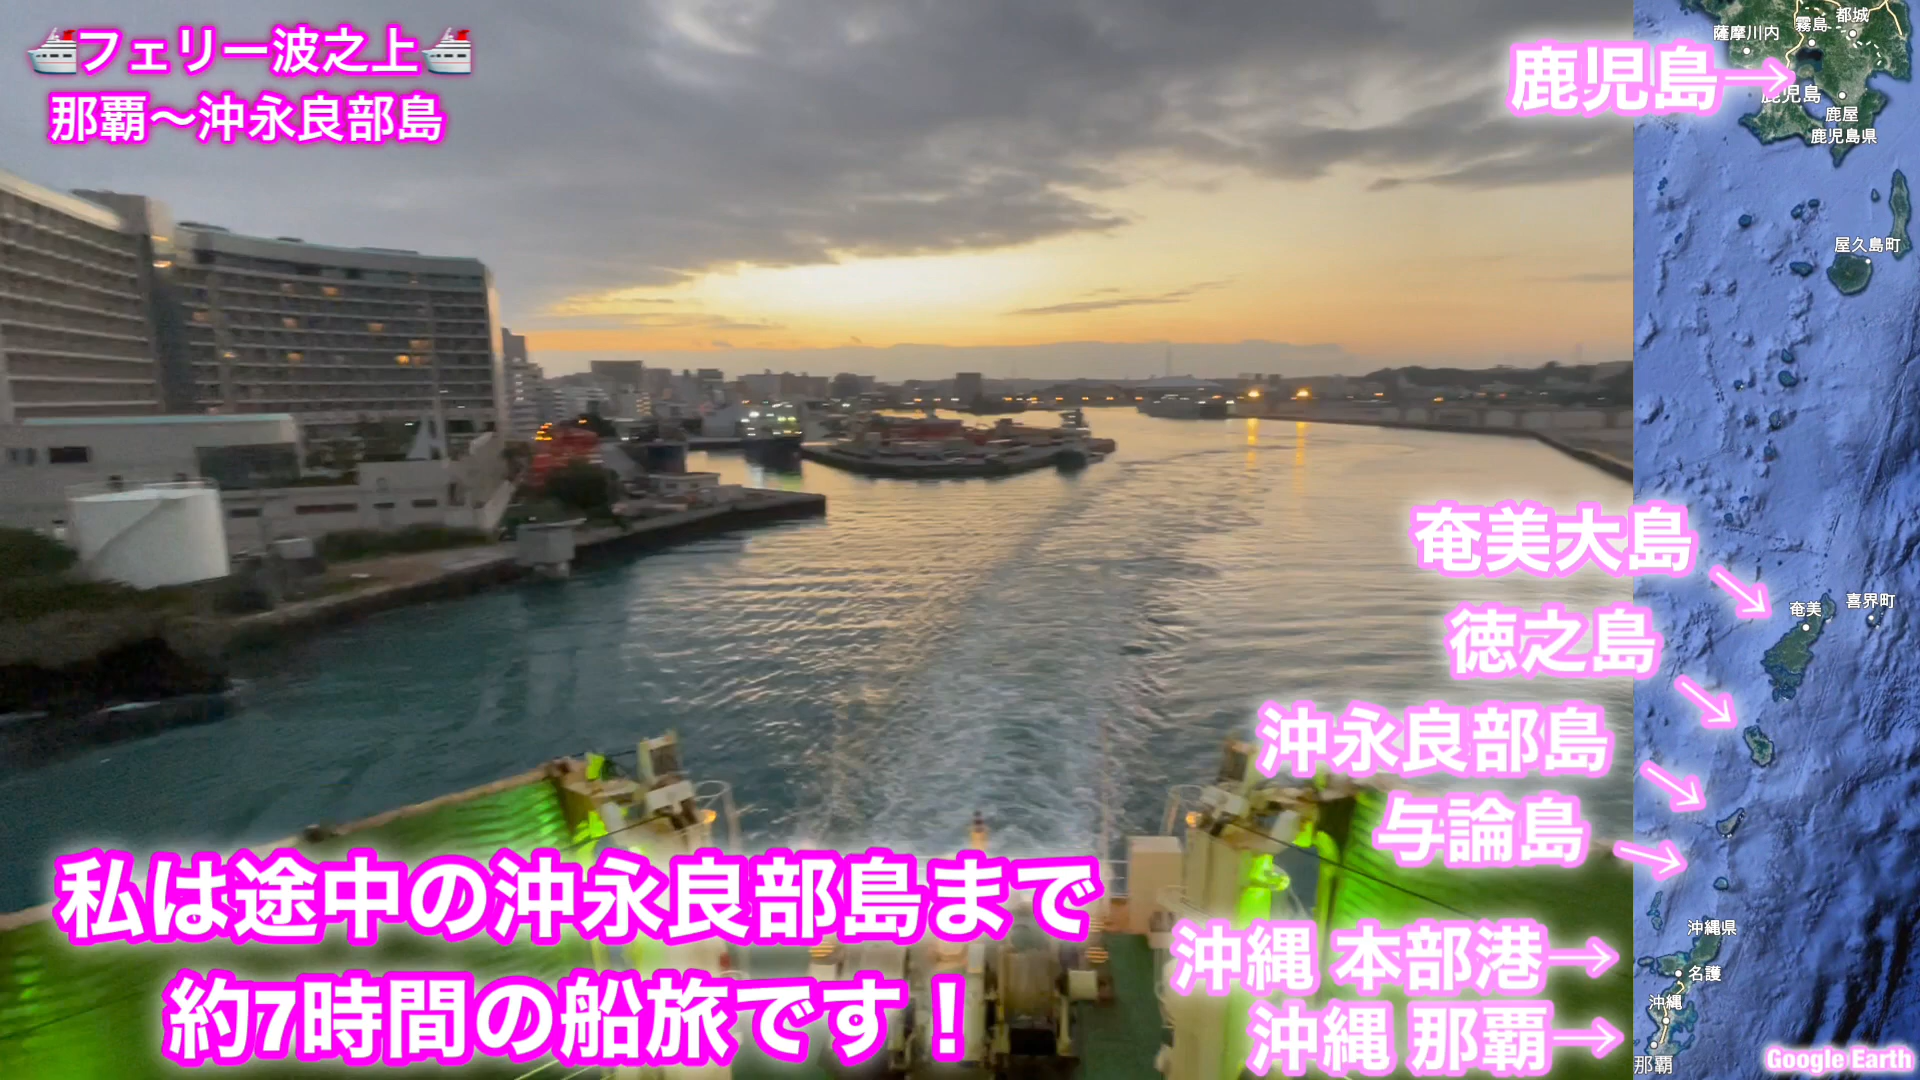 フェリー波之上
那覇〜沖永良部島
鹿児島→
奄美大島
徳之島
沖永良部島
与論島
沖縄 本部港→
沖縄 那覇→
私は途中の沖永良部島まで
約7時間の船旅です！
薩摩川内
霧島
都城
鹿児島
鹿屋
鹿児島県
屋久島町
奄美
喜界町
沖縄県
名護
沖縄
那覇
Google Earth